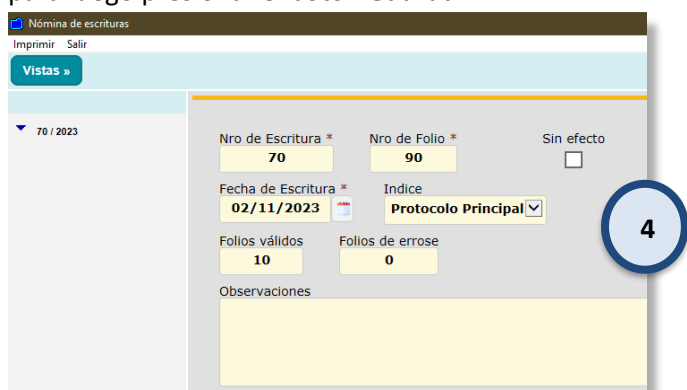 Nómina de escrituras
Imprimir Salir
Vistas »
70 / 2023
Nro de Escritura * Nro de Folio * Sin efecto
70 90
Fecha de Escritura * Indice
02/11/2023 Protocolo Principal
4
Folios válidos Folios de errose
10 0
Observaciones